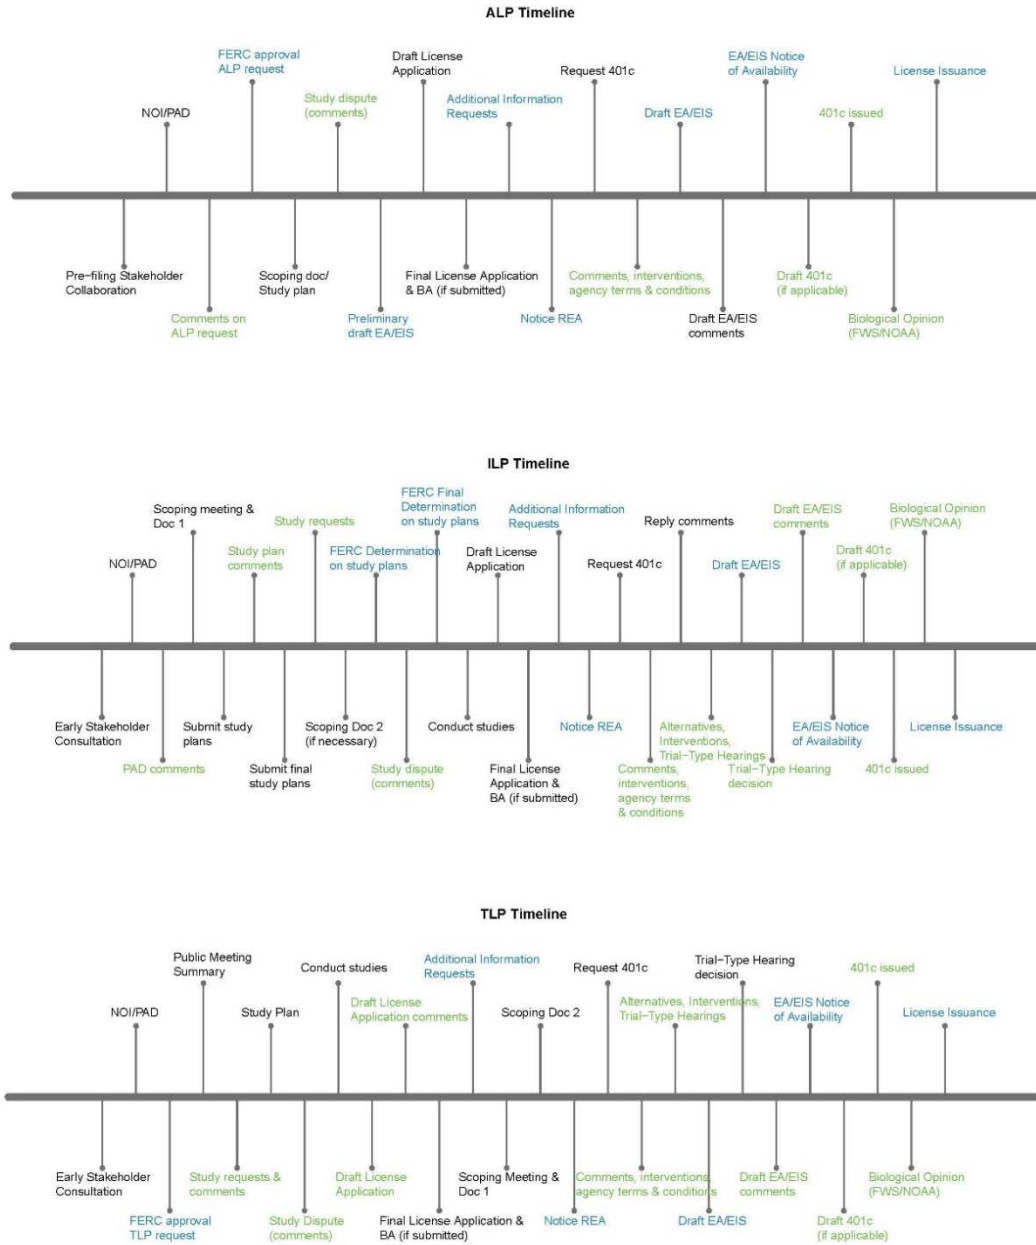 ALP Timeline
FERC approval
ALP request
Draft License
Application
EA/EIS Notice
of Availability
Request 401c
License Issuance
Study dispute
(comments)
Additional Information
Requests
NOI/PAD
Draft EA/EIS
401c issued
Pre-filing Stakeholder
Collaboration
Scoping doc/
Study plan
Final License Application
& BA (if submitted)
Comments, interventions,
agency terms & conditions
Draft 401c
(if applicable)
Comments on
ALP request
Preliminary
draft EA/EIS
Notice REA
Draft EA/EIS
comments
Biological Opinion
(FWS/NOAA)
ILP Timeline
Scoping meeting &
Doc 1
Study requests
FERC Final
Determination
on study plans
Additional Information
Requests
Reply comments
Draft EA/EIS
comments
Biological Opinion
(FWS/NOAA)
NOI/PAD
Study plan
comments
FERC Determination
on study plans
Draft License
Application
Request 401c
Draft EA/EIS
Draft 401c
(if applicable)
Early Stakeholder
Consultation
Submit study
plans
Scoping Doc 2
(if necessary)
Conduct studies
Notice REA
Alternatives,
Interventions,
Trial-Type Hearings
EA/EIS Notice
of Availability
License Issuance
PAD comments
Submit final
study plans
Study dispute
(comments)
Final License
Application &
BA (if submitted)
Comments,
interventions,
agency terms
& conditions
Trial-Type Hearing
decision
401c issued
TLP Timeline
Public Meeting
Summary
Conduct studies
Additional Information
Requests
Request 401c
Trial-Type Hearing
decision
401c issued
NOI/PAD
Study Plan
Draft License
Application comments
Scoping Doc 2
Alternatives, Interventions,
Trial-Type Hearings
EA/EIS Notice
of Availability
License Issuance
Early Stakeholder
Consultation
Study requests &
comments
Draft License
Application
Scoping Meeting &
Doc 1
Comments, interventions,
agency terms & conditions
Draft EA/EIS
comments
Biological Opinion
(FWS/NOAA)
FERC approval
TLP request
Study Dispute
(comments)
Final License Application &
BA (if submitted)
Notice REA
Draft EA/EIS
Draft 401c
(if applicable)